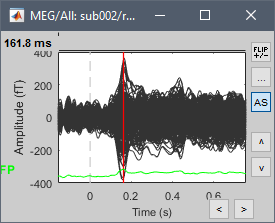 MEG/All: sub002/r...
161.8 ms
400
200
0
-200
-400
Amplitude (fT)
0
0.2
0.4
0.6
Time (s)
FLIP
+/−
...
AS
∧
∨
<
>